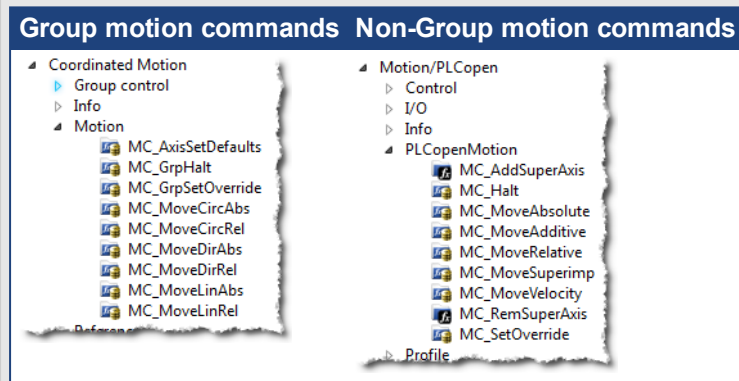 Group motion commands Non-Group motion commands
Coordinated Motion
Group control
Info
Motion
MC_AxisSetDefaults
MC_GrpHalt
MC_GrpSetOverride
MC_MoveCircAbs
MC_MoveCircRel
MC_MoveDirAbs
MC_MoveDirRel
MC_MoveLinAbs
MC_MoveLinRel
Motion/PLCopen
Control
I/O
Info
PLCopenMotion
MC_AddSuperAxis
MC_Halt
MC_MoveAbsolute
MC_MoveAdditive
MC_MoveRelative
MC_MoveSuperimp
MC_MoveVelocity
MC_RemSuperAxis
MC_SetOverride
Profile